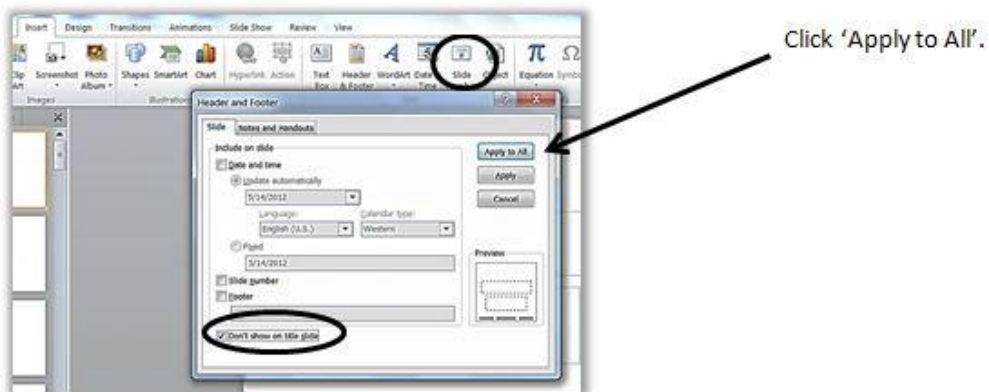 Insert Design Transitions Animations Slide Show Review View
Clip Screenshot Photo Shapes SmartArt Chart Hyperlink Action Text Header WordArt Date Slide Object Equation Symbol
Art Album Box & Footer Time
Images Illustrations
Click 'Apply to All'.
Header and Footer
Slide Notes and Handouts
Include on slide
Apply to All
Date and time
Update automatically
Apply
5/14/2012
Cancel
Language: Calendar type:
English (U.S.) Western
Fixed
5/14/2012
Preview
Slide number
Footer
Don't show on title slide